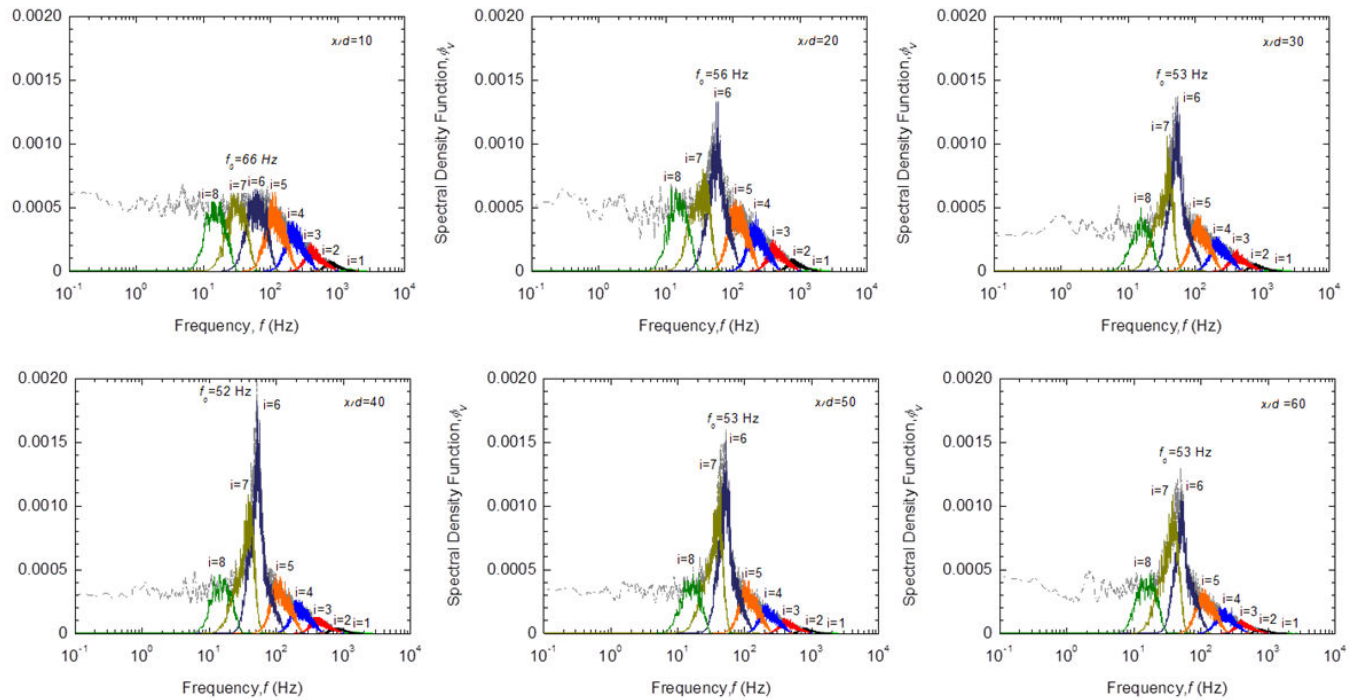 0.0020
0.0015
0.0010
0.0005
0
x/d=10
f₀=66 Hz
i=8
i=7
i=6
i=5
i=4
i=3
i=2
i=1
10⁻¹ 10⁰ 10¹ 10² 10³ 10⁴
Frequency, f (Hz)
Spectral Density Function,ϕᵥ
0.0020
0.0015
0.0010
0.0005
0
x/d=20
f₀=56 Hz
i=6
i=7
i=8
i=5
i=4
i=3
i=2
i=1
10⁻¹ 10⁰ 10¹ 10² 10³ 10⁴
Frequency,f (Hz)
Spectral Density Function,ϕᵥ
0.0020
0.0015
0.0010
0.0005
0
x/d=30
f₀=53 Hz
i=6
i=7
i=8
i=5
i=4
i=3
i=2
i=1
10⁻¹ 10⁰ 10¹ 10² 10³ 10⁴
Frequency,f (Hz)
0.0020
0.0015
0.0010
0.0005
0
f₀=52 Hz
x/d=40
i=6
i=7
i=8
i=5
i=4
i=3
i=2
i=1
10⁻¹ 10⁰ 10¹ 10² 10³ 10⁴
Frequency,f (Hz)
Spectral Density Function,ϕᵥ
0.0020
0.0015
0.0010
0.0005
0
x/d=50
f₀=53 Hz
i=6
i=7
i=8
i=5
i=4
i=3
i=2
i=1
10⁻¹ 10⁰ 10¹ 10² 10³ 10⁴
Frequency,f (Hz)
Spectral Density Function,ϕᵥ
0.0020
0.0015
0.0010
0.0005
0
x/d=60
f₀=53 Hz
i=7
i=6
i=8
i=5
i=4
i=3
i=2
i=1
10⁻¹ 10⁰ 10¹ 10² 10³ 10⁴
Frequency,f (Hz)